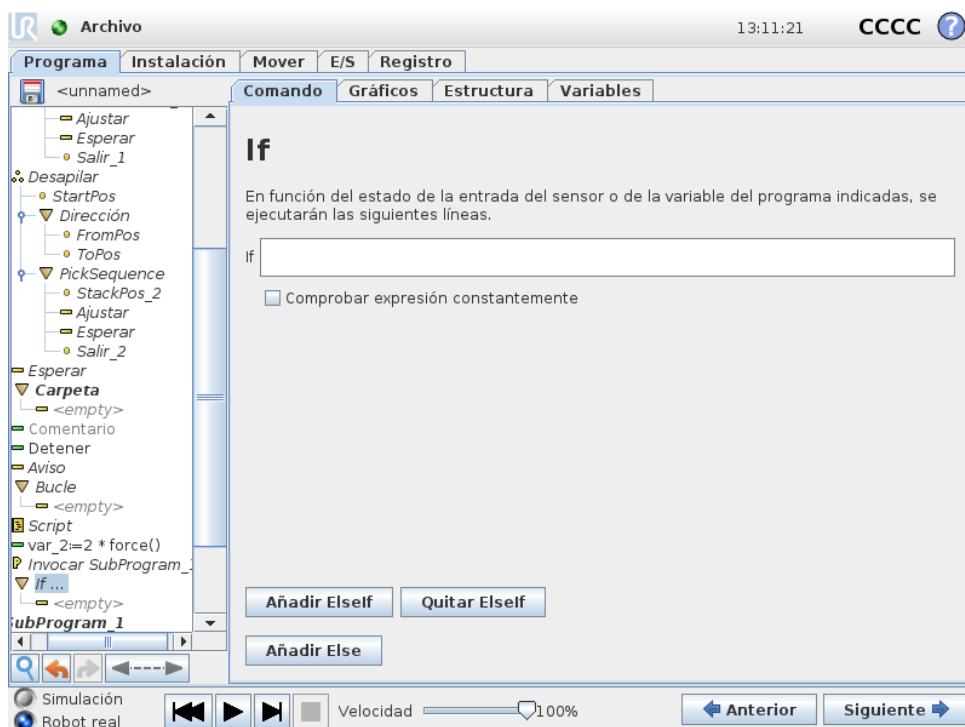 UR Archivo 13:11:21 CCCC ?
Programa Instalación Mover E/S Registro
<unnamed> Comando Gráficos Estructura Variables
Ajustar
Esperar
Salir_1
Desapilar
StartPos
Dirección
FromPos
ToPos
PickSequence
StackPos_2
Ajustar
Esperar
Salir_2
Esperar
Carpeta
<empty>
Comentario
Detener
Aviso
Bucle
<empty>
Script
var_2:=2 * force()
Invocar SubProgram_
If ...
<empty>
SubProgram_1
If
En función del estado de la entrada del sensor o de la variable del programa indicadas, se
ejecutarán las siguientes líneas.
If
Comprobar expresión constantemente
Añadir ElseIf Quitar ElseIf
Añadir Else
Simulación
Robot real
Velocidad 100%
Anterior Siguiente